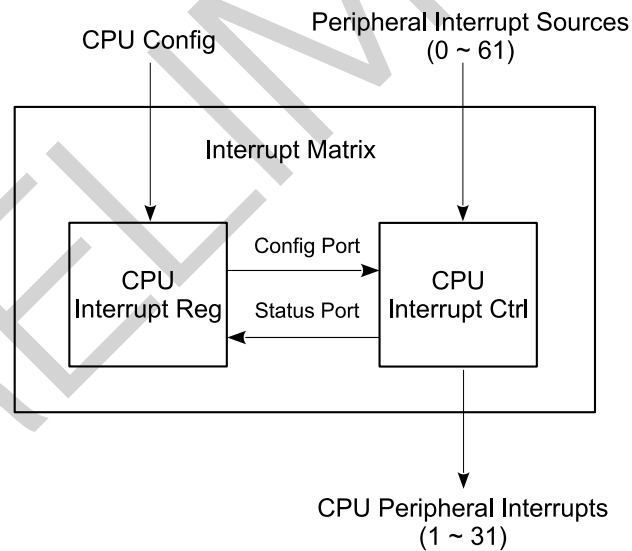 CPU Config
Peripheral Interrupt Sources
(0 ~ 61)
Interrupt Matrix
CPU
Interrupt Reg
Config Port
Status Port
CPU
Interrupt Ctrl
CPU Peripheral Interrupts
(1 ~ 31)